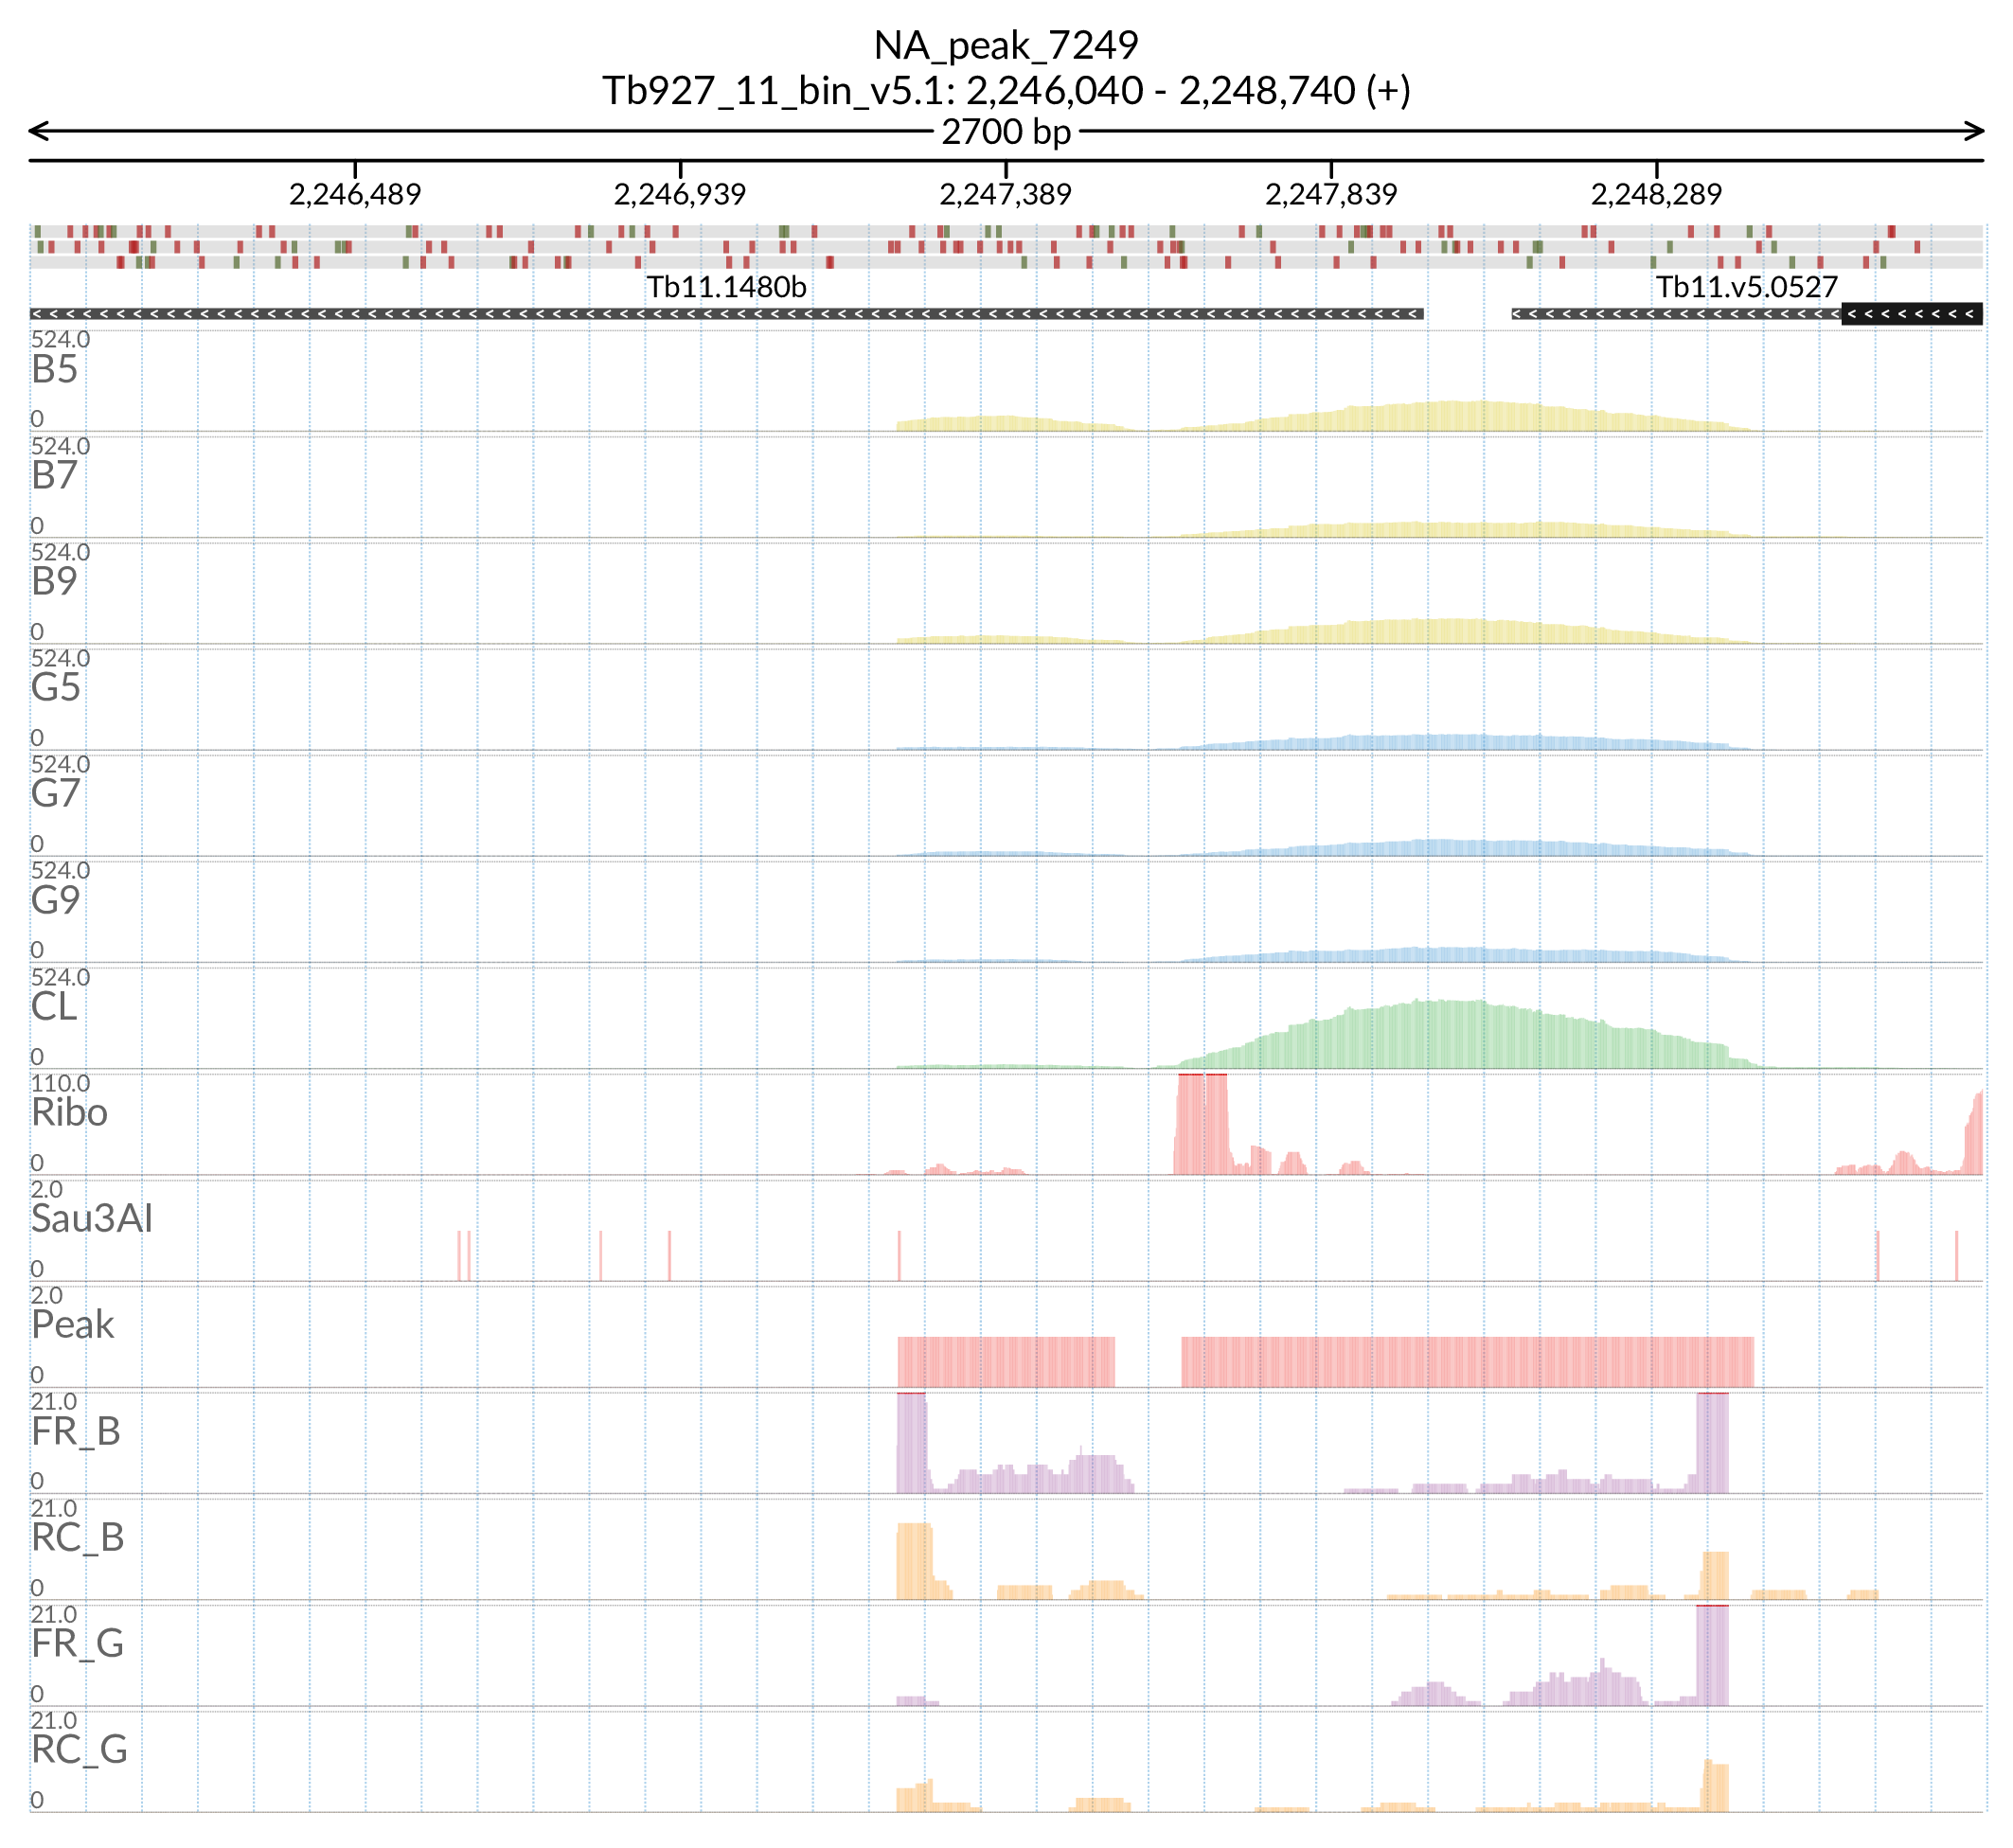 NA_peak_7249
Tb927_11_bin_v5.1: 2,246,040 - 2,248,740 (+)
2700 bp
2,246,489 2,246,939 2,247,389 2,247,839 2,248,289
Tb11.1480b Tb11.v5.0527
524.0
B5
0
524.0
B7
0
524.0
B9
0
524.0
G5
0
524.0
G7
0
524.0
G9
0
524.0
CL
0
110.0
Ribo
0
2.0
Sau3AI
0
2.0
Peak
0
21.0
FR_B
0
21.0
RC_B
0
21.0
FR_G
0
21.0
RC_G
0